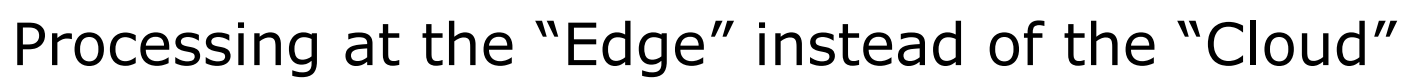 Processing at the “Edge” instead of the “Cloud”